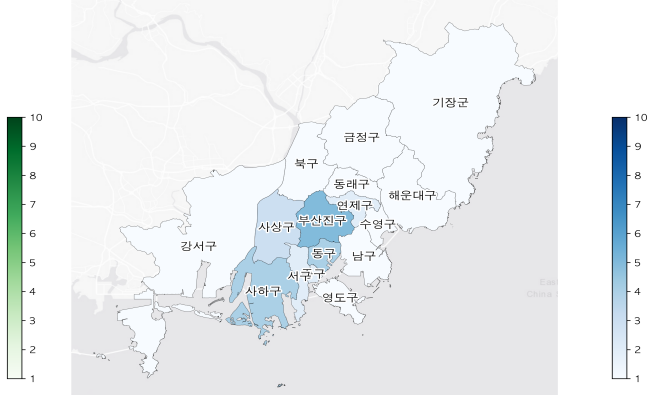 10
9
8
7
6
5
4
3
2
1
기장군
금정구
북구
동래구
해운대구
연제구
부산진구
수영구
사상구
강서구
동구
남구
서구
중구
사하구
영도구
East
China
10
9
8
7
6
5
4
3
2
1